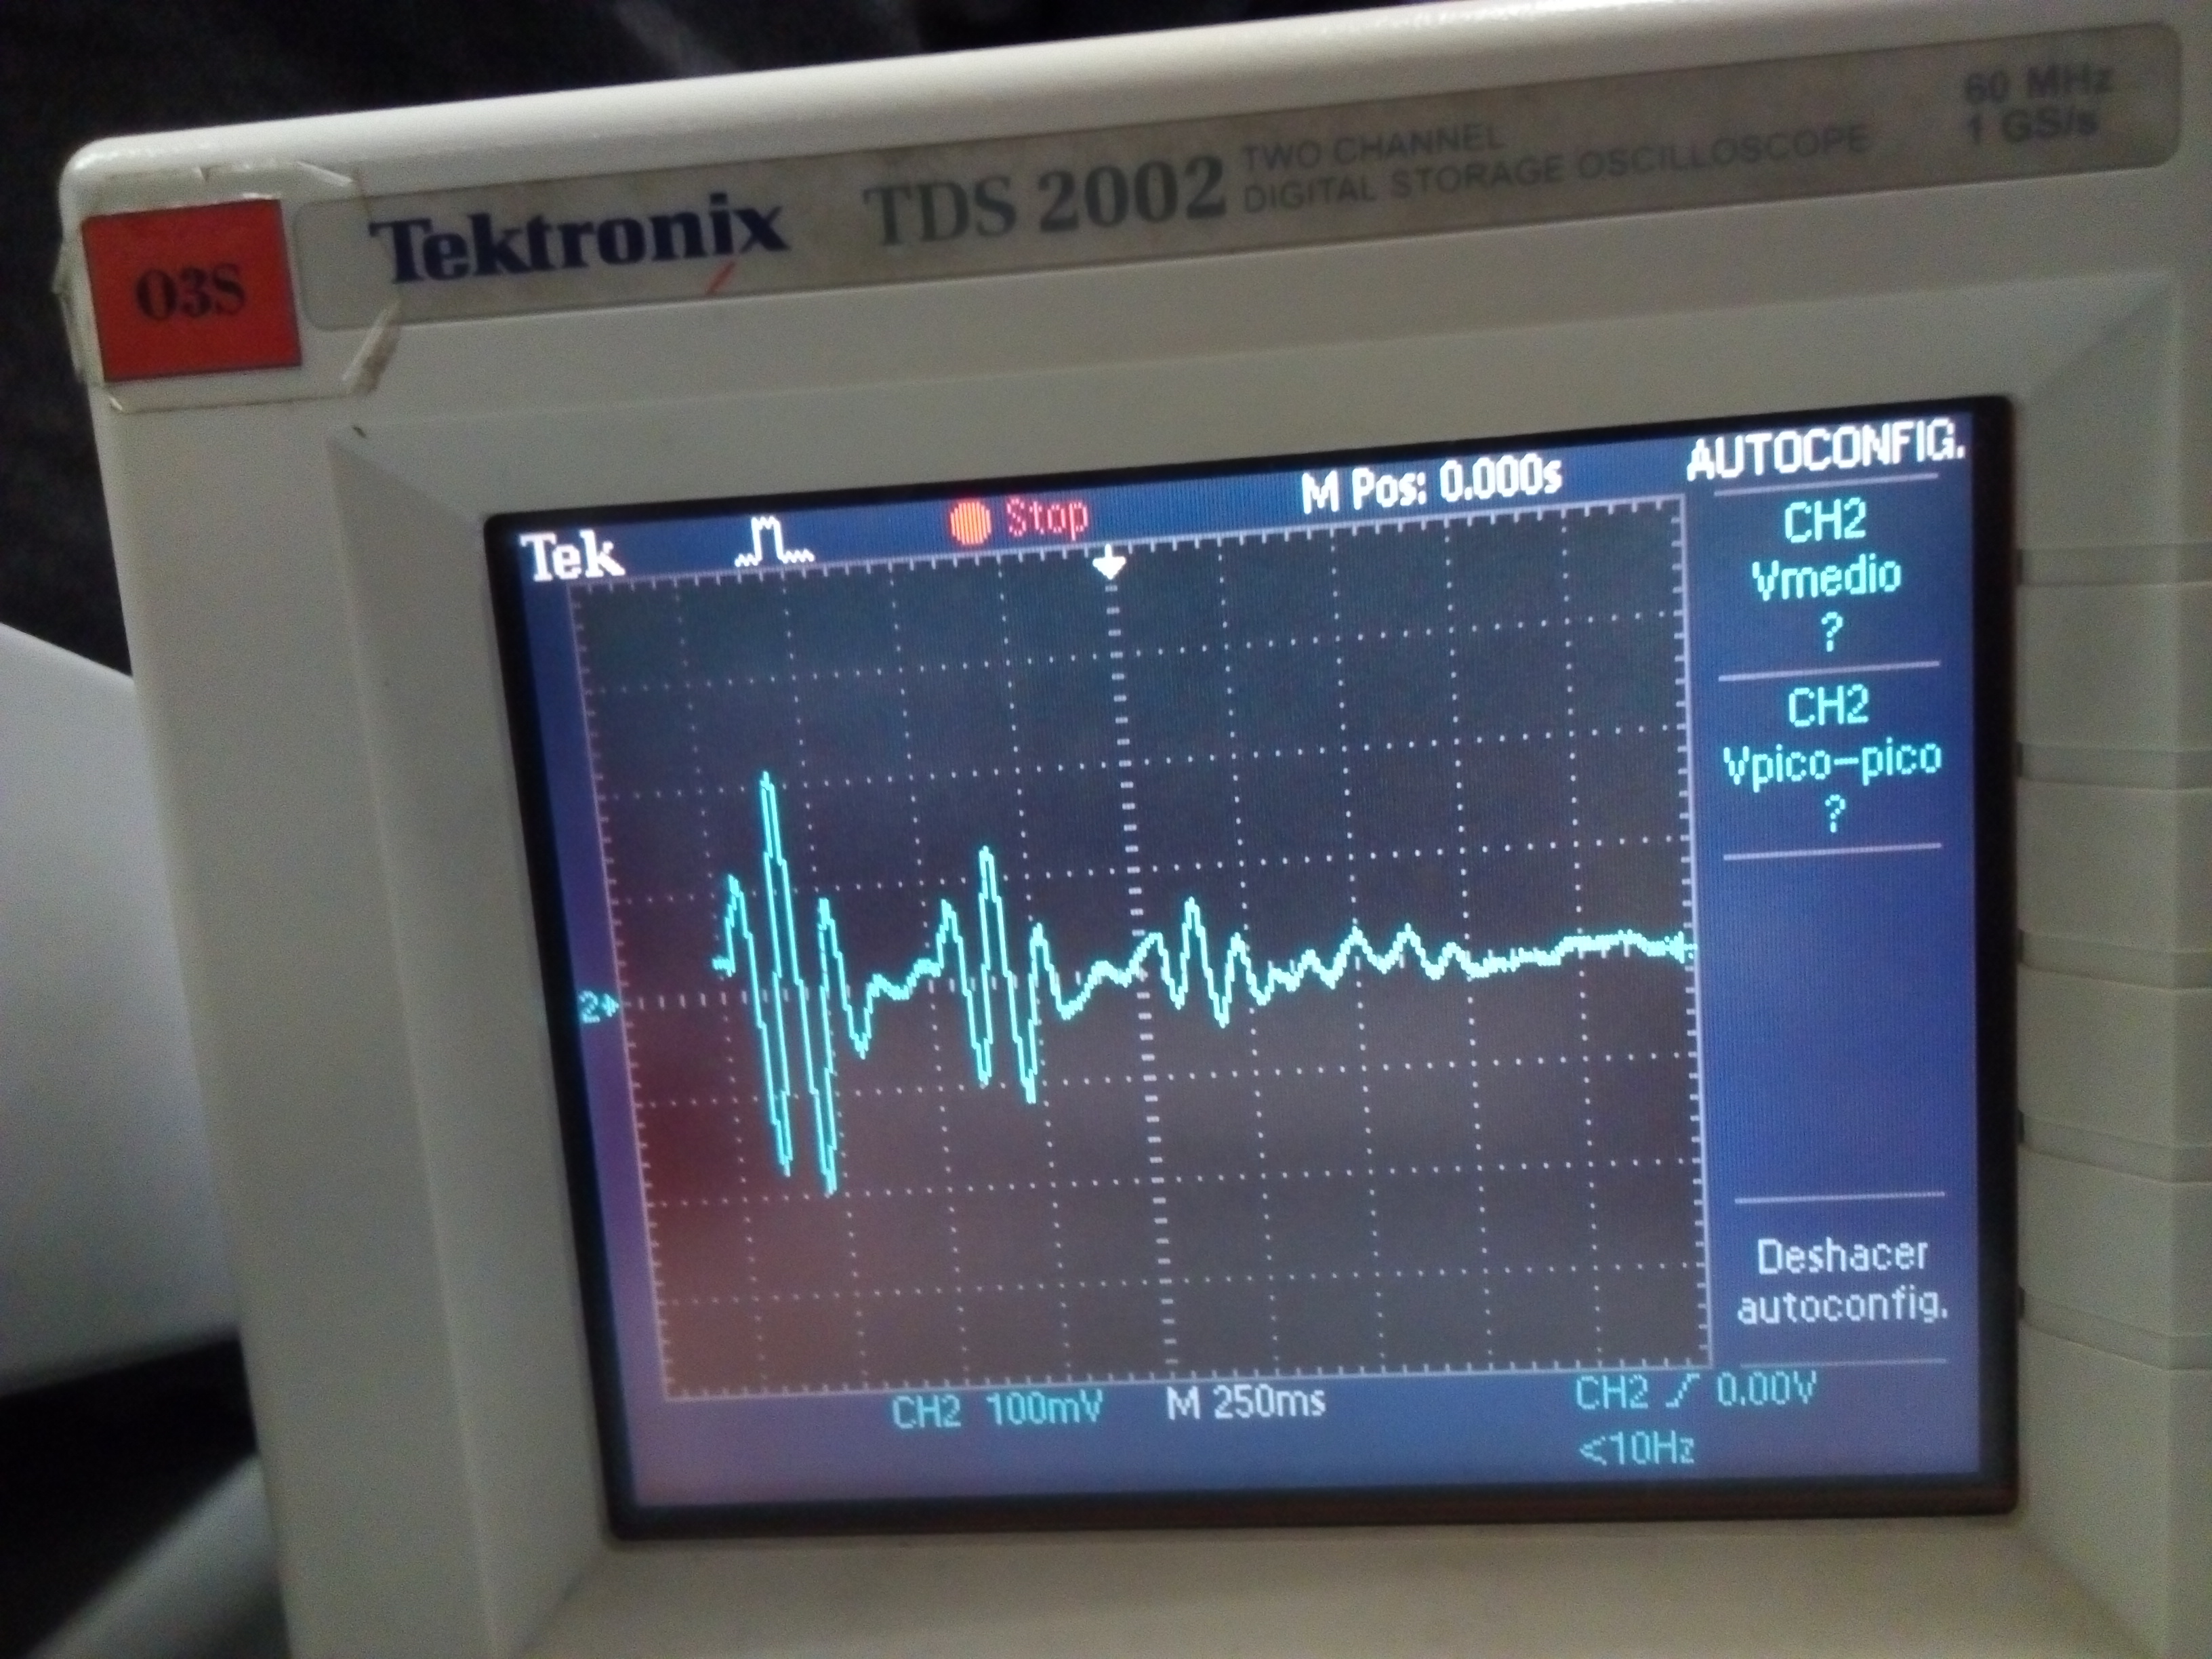 60 MHz
1 GS/s
Tektronix TDS 2002 TWO CHANNEL
DIGITAL STORAGE OSCILLOSCOPE
03S
Tek Stop M Pos: 0.000s AUTOCONFIG.
CH2
Vmedio
?
CH2
Vpico-pico
?
2
Deshacer
autoconfig.
CH2 100mV M 250ms CH2 0.00V
<10Hz